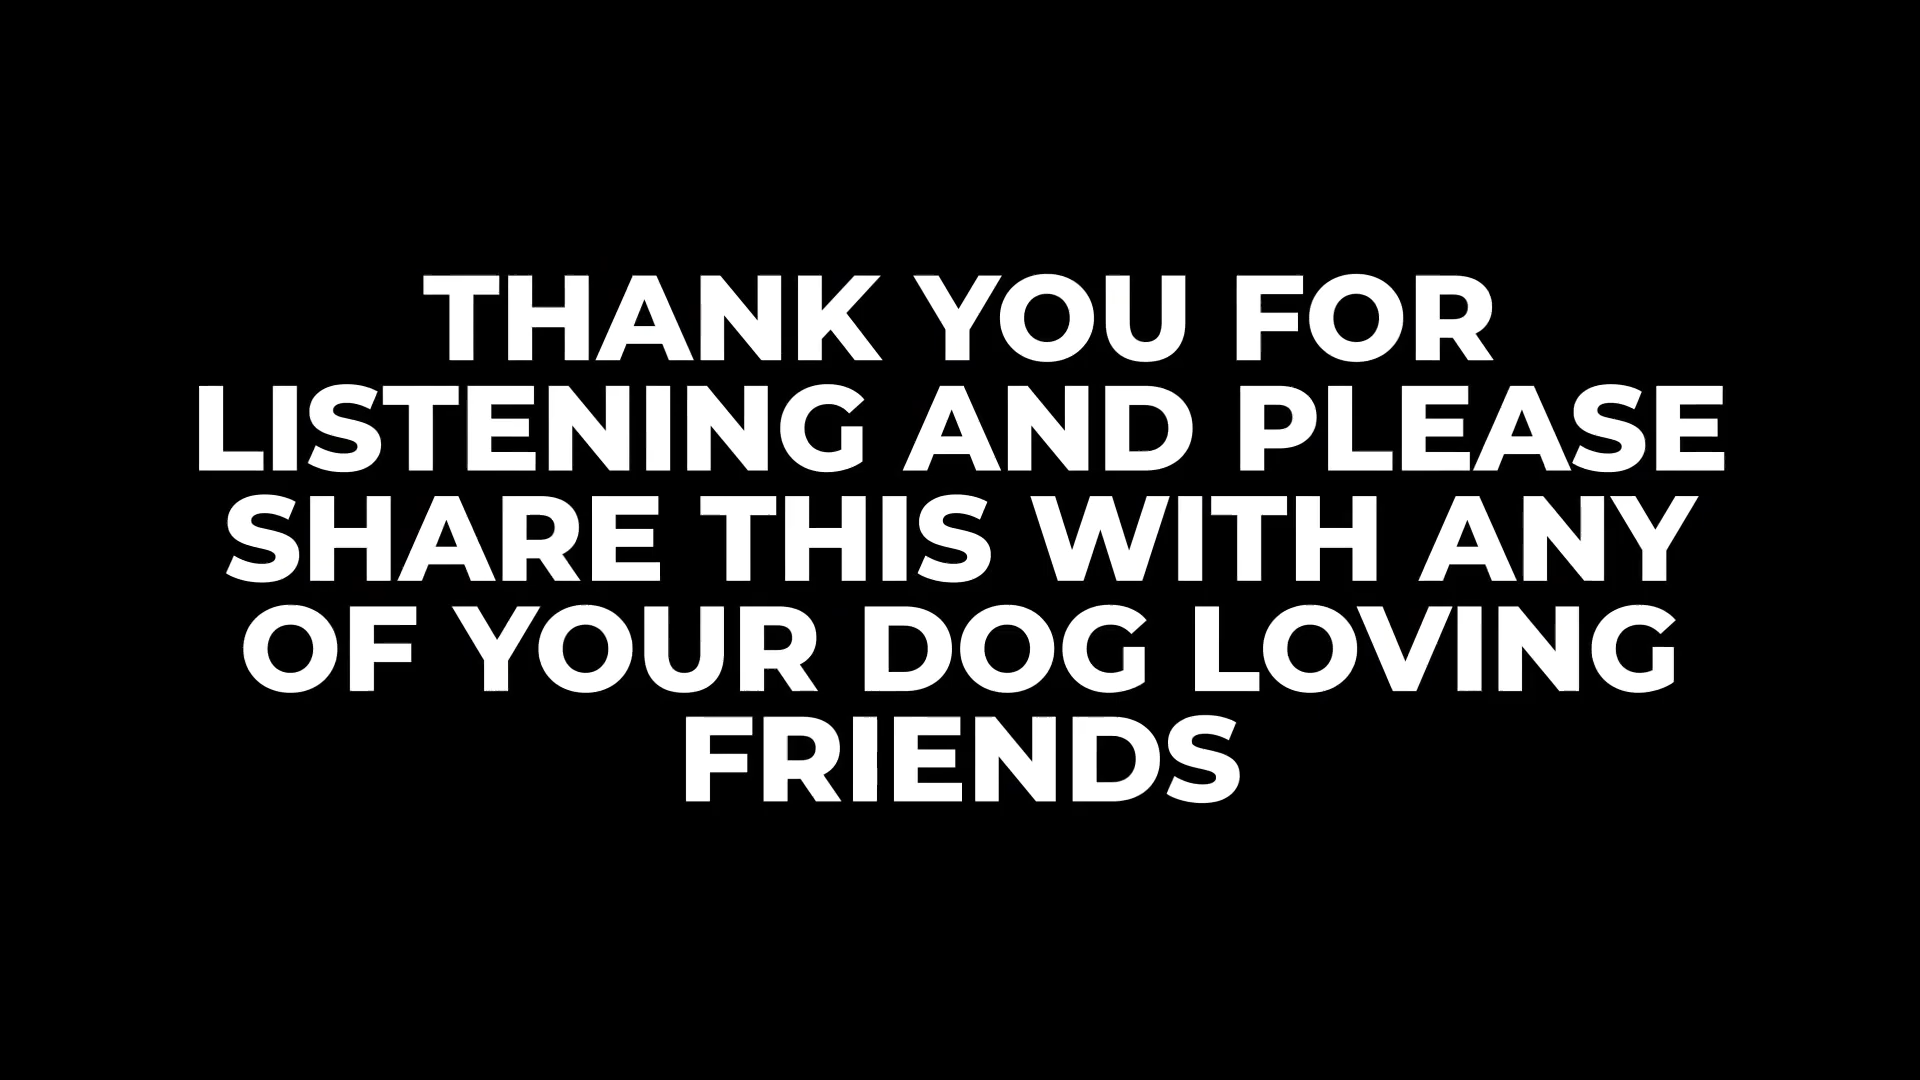 THANK YOU FOR
LISTENING AND PLEASE
SHARE THIS WITH ANY
OF YOUR DOG LOVING
FRIENDS